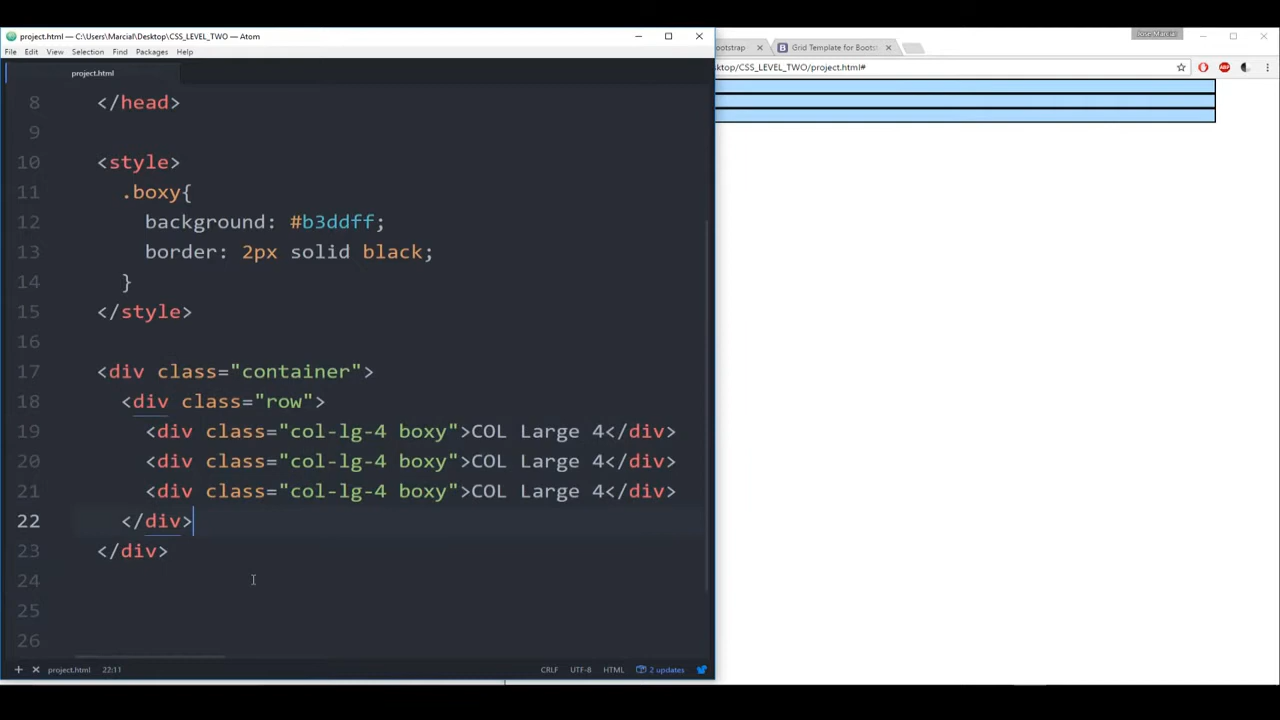 project.html — C:\Users\Marcial\Desktop\CSS_LEVEL_TWO — Atom
File Edit View Selection Find Packages Help
project.html
8 </head>
9
10 <style>
11 .boxy{
12 background: #b3ddff;
13 border: 2px solid black;
14 }
15 </style>
16
17 <div class="container">
18 <div class="row">
19 <div class="col-lg-4 boxy">COL Large 4</div>
20 <div class="col-lg-4 boxy">COL Large 4</div>
21 <div class="col-lg-4 boxy">COL Large 4</div>
22 </div>
23 </div>
24
25
26
project.html 22:11 CRLF UTF-8 HTML 2 updates
Jose Marcial
ootstrap Grid Template for Bootst
ktop/CSS_LEVEL_TWO/project.html#
ABP